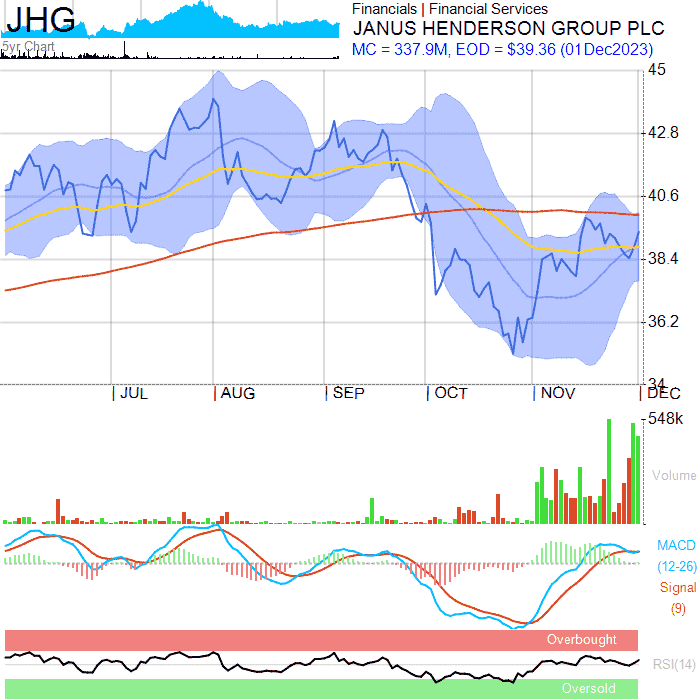 JHG
5yr Chart
Financials | Financial Services
JANUS HENDERSON GROUP PLC
MC = 337.9M, EOD = $39.36 (01Dec2023)
45
42.8
40.6
38.4
36.2
34
JUL
AUG
SEP
OCT
NOV
DEC
548k
Volume
MACD
(12-26)
Signal
(9)
Overbought
RSI(14)
Oversold